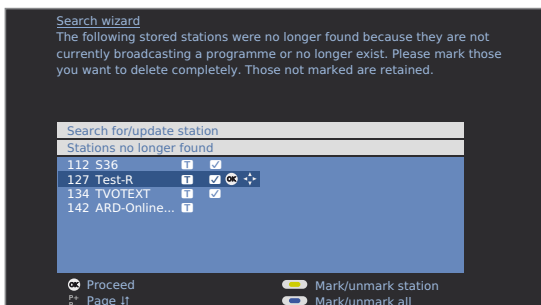 Search wizard
The following stored stations were no longer found because they are not
currently broadcasting a programme or no longer exist. Please mark those
you want to delete completely. Those not marked are retained.
Search for/update station
Stations no longer found
112 S36 T
127 Test-R T OK
134 TVOTEXT T
142 ARD-Online... T
OK Proceed Mark/unmark station
P+ Page Mark/unmark all